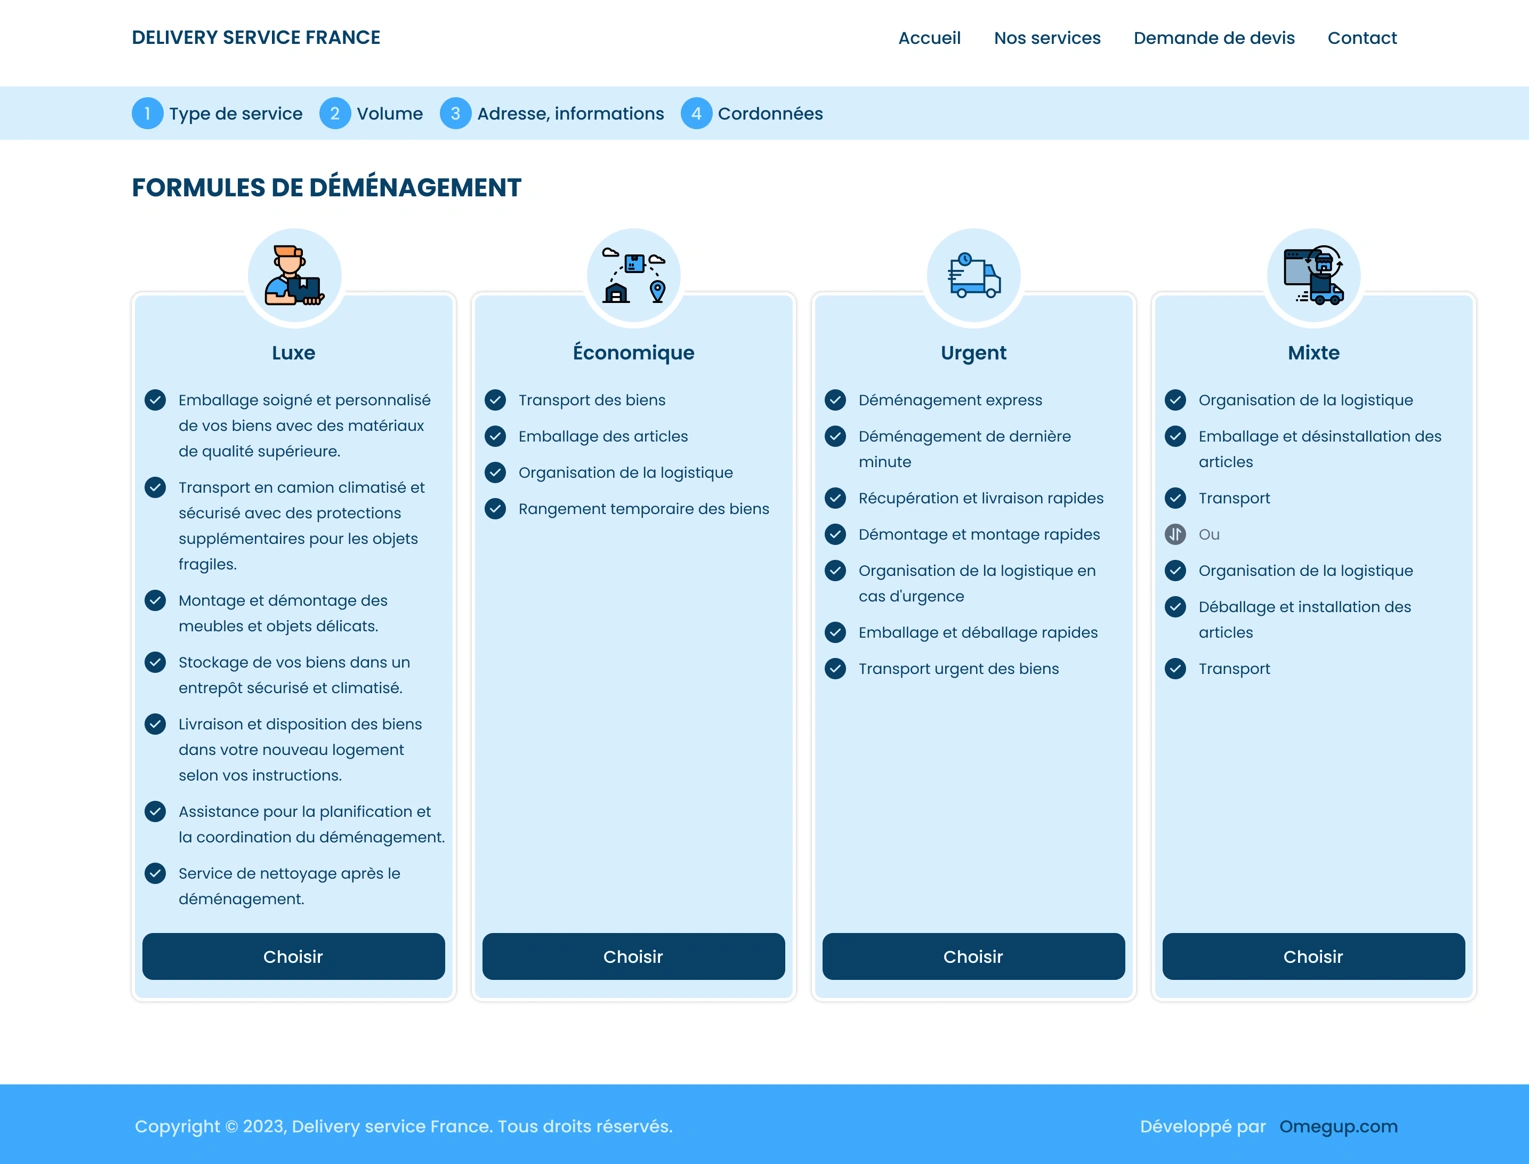 DELIVERY SERVICE FRANCE
Accueil Nos services Demande de devis Contact
1 Type de service 2 Volume 3 Adresse, informations 4 Cordonnées
FORMULES DE DÉMÉNAGEMENT
Luxe
Emballage soigné et personnalisé
de vos biens avec des matériaux
de qualité supérieure.
Transport en camion climatisé et
sécurisé avec des protections
supplémentaires pour les objets
fragiles.
Montage et démontage des
meubles et objets délicats.
Stockage de vos biens dans un
entrepôt sécurisé et climatisé.
Livraison et disposition des biens
dans votre nouveau logement
selon vos instructions.
Assistance pour la planification et
la coordination du déménagement.
Service de nettoyage après le
déménagement.
Choisir
Économique
Transport des biens
Emballage des articles
Organisation de la logistique
Rangement temporaire des biens
Choisir
Urgent
Déménagement express
Déménagement de dernière
minute
Récupération et livraison rapides
Démontage et montage rapides
Organisation de la logistique en
cas d'urgence
Emballage et déballage rapides
Transport urgent des biens
Choisir
Mixte
Organisation de la logistique
Emballage et désinstallation des
articles
Transport
Ou
Organisation de la logistique
Déballage et installation des
articles
Transport
Choisir
Copyright © 2023, Delivery service France. Tous droits réservés.
Développé par Omegup.com